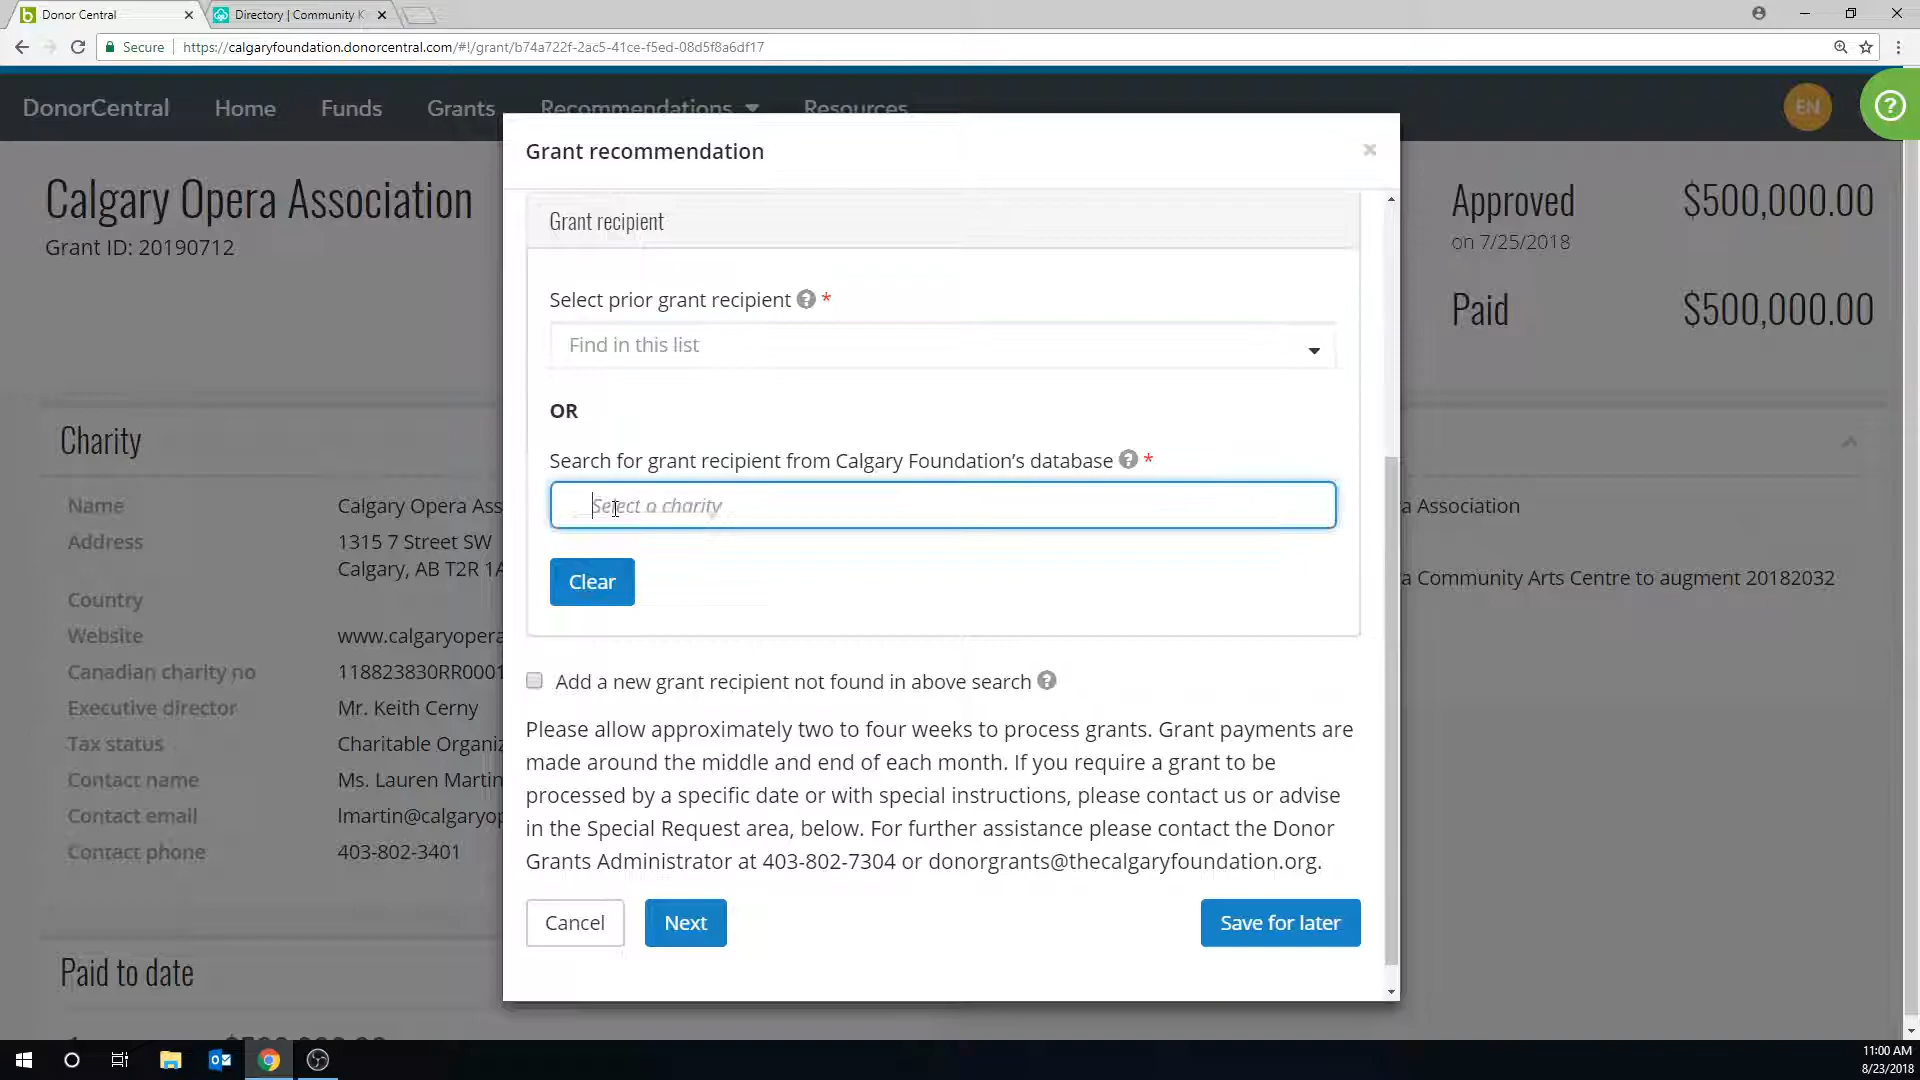 Donor Central
Directory | Community K
Secure
https://calgaryfoundation.donorcentral.com/#!/grant/b74a722f-2ac5-41ce-f5ed-08d5f8a6df17
DonorCentral Home Funds Grants Recommendations Resources
EN
?
Calgary Opera Association
Grant ID: 20190712
Approved $500,000.00
on 7/25/2018
Paid $500,000.00
Charity
Name Calgary Opera Ass
Address 1315 7 Street SW
Calgary, AB T2R 1A
Country
Website www.calgaryopera
Canadian charity no 118823830RR0001
Executive director Mr. Keith Cerny
Tax status Charitable Organiz
Contact name Ms. Lauren Martin
Contact email lmartin@calgaryop
Contact phone 403-802-3401
Paid to date
a Association
a Community Arts Centre to augment 20182032
Grant recommendation
×
Grant recipient
Select prior grant recipient ? *
Find in this list
OR
Search for grant recipient from Calgary Foundation's database ? *
Select a charity
Clear
Add a new grant recipient not found in above search ?
Please allow approximately two to four weeks to process grants. Grant payments are
made around the middle and end of each month. If you require a grant to be
processed by a specific date or with special instructions, please contact us or advise
in the Special Request area, below. For further assistance please contact the Donor
Grants Administrator at 403-802-7304 or donorgrants@thecalgaryfoundation.org.
Cancel Next Save for later
11:00 AM
8/23/2018